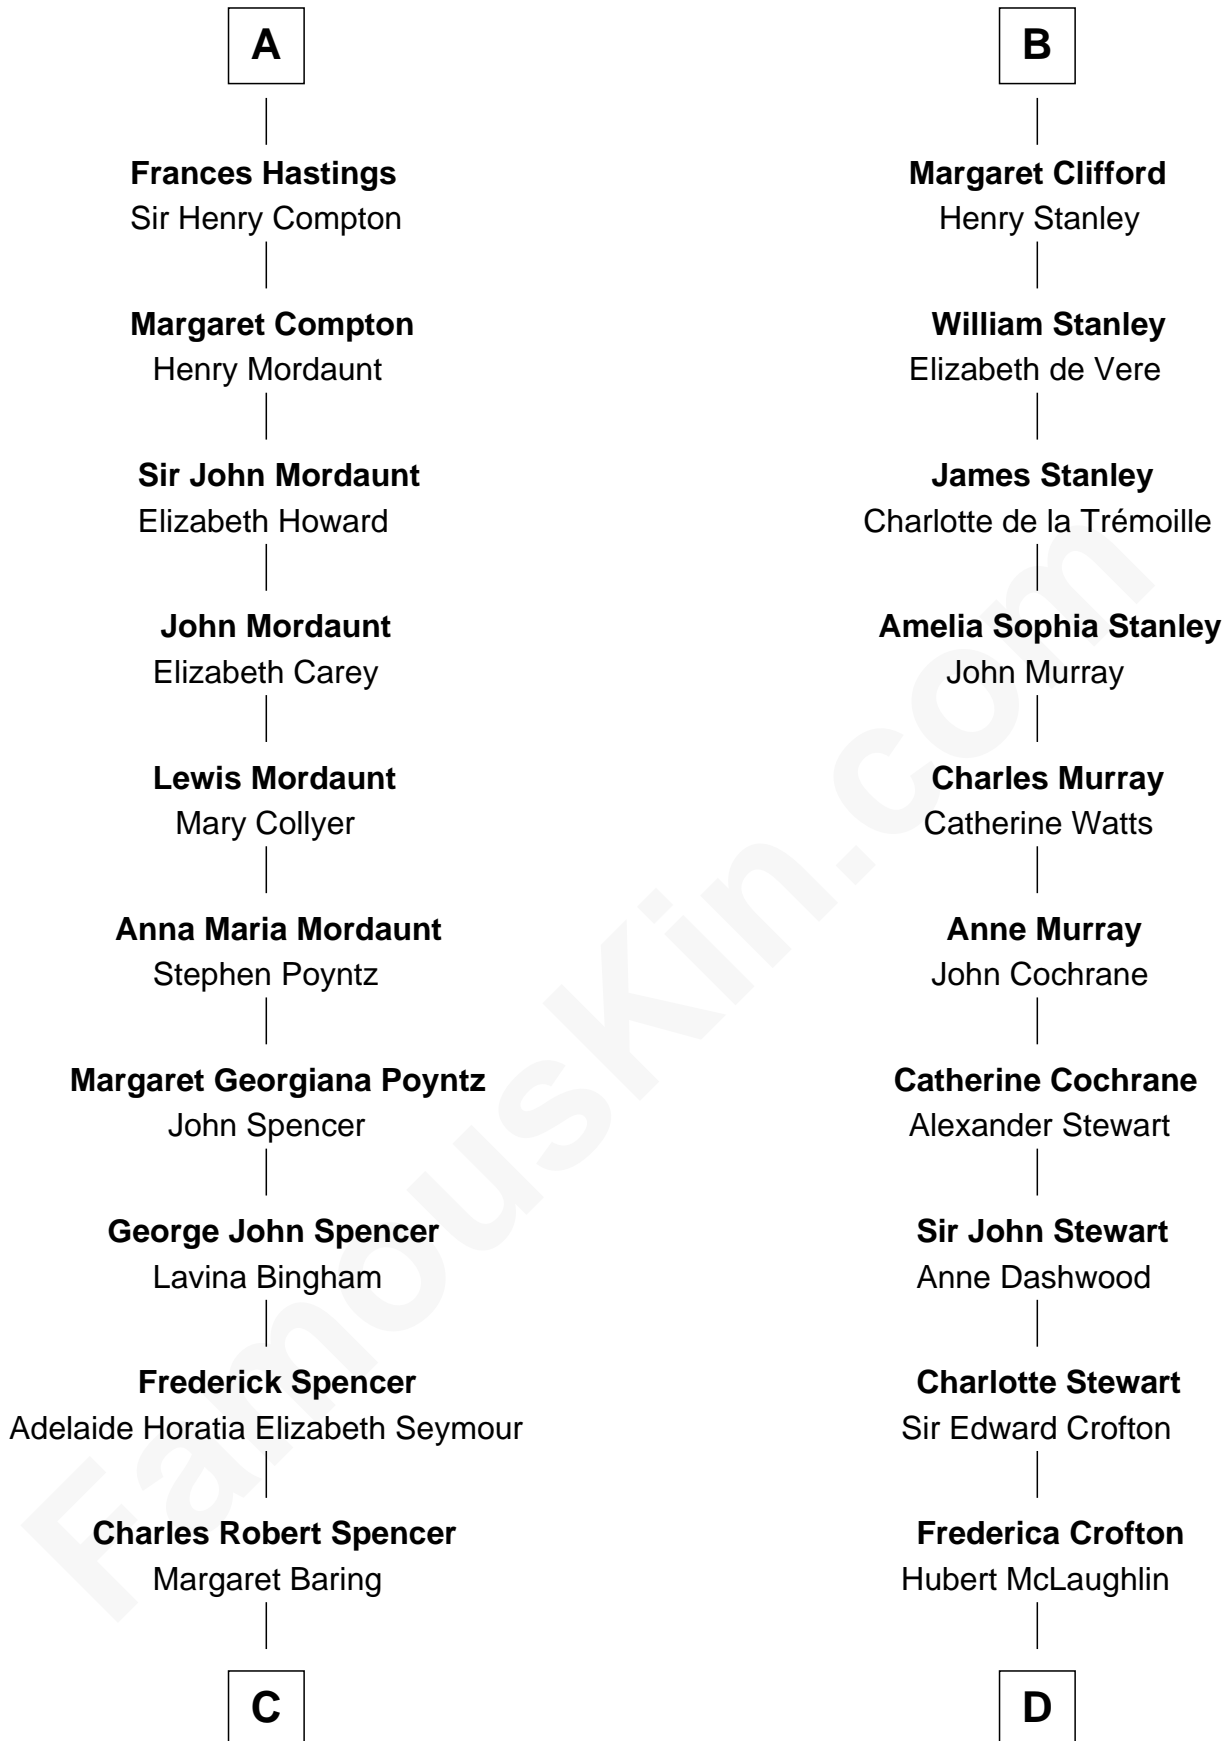 A
Frances Hastings
Sir Henry Compton
Margaret Compton
Henry Mordaunt
Sir John Mordaunt
Elizabeth Howard
John Mordaunt
Elizabeth Carey
Lewis Mordaunt
Mary Collyer
Anna Maria Mordaunt
Stephen Poyntz
Margaret Georgiana Poyntz
John Spencer
George John Spencer
Lavina Bingham
Frederick Spencer
Adelaide Horatia Elizabeth Seymour
Charles Robert Spencer
Margaret Baring
C
B
Margaret Clifford
Henry Stanley
William Stanley
Elizabeth de Vere
James Stanley
Charlotte de la Trémoille
Amelia Sophia Stanley
John Murray
Charles Murray
Catherine Watts
Anne Murray
John Cochrane
Catherine Cochrane
Alexander Stewart
Sir John Stewart
Anne Dashwood
Charlotte Stewart
Sir Edward Crofton
Frederica Crofton
Hubert McLaughlin
D
FamousKin.com